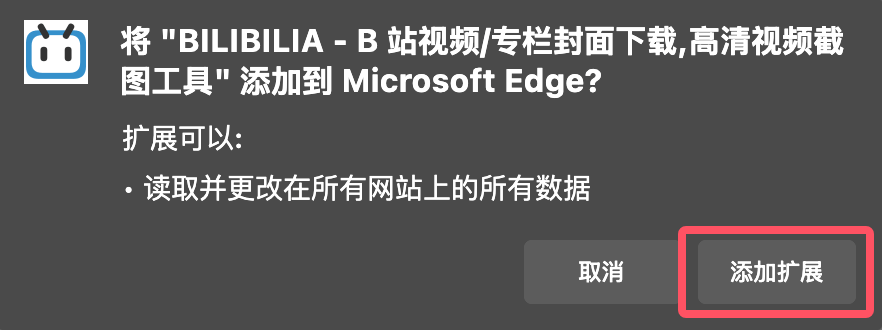 将 "BILIBILIA - B 站视频/专栏封面下载,高清视频截
图工具" 添加到 Microsoft Edge?
扩展可以:
• 读取并更改在所有网站上的所有数据
取消
添加扩展